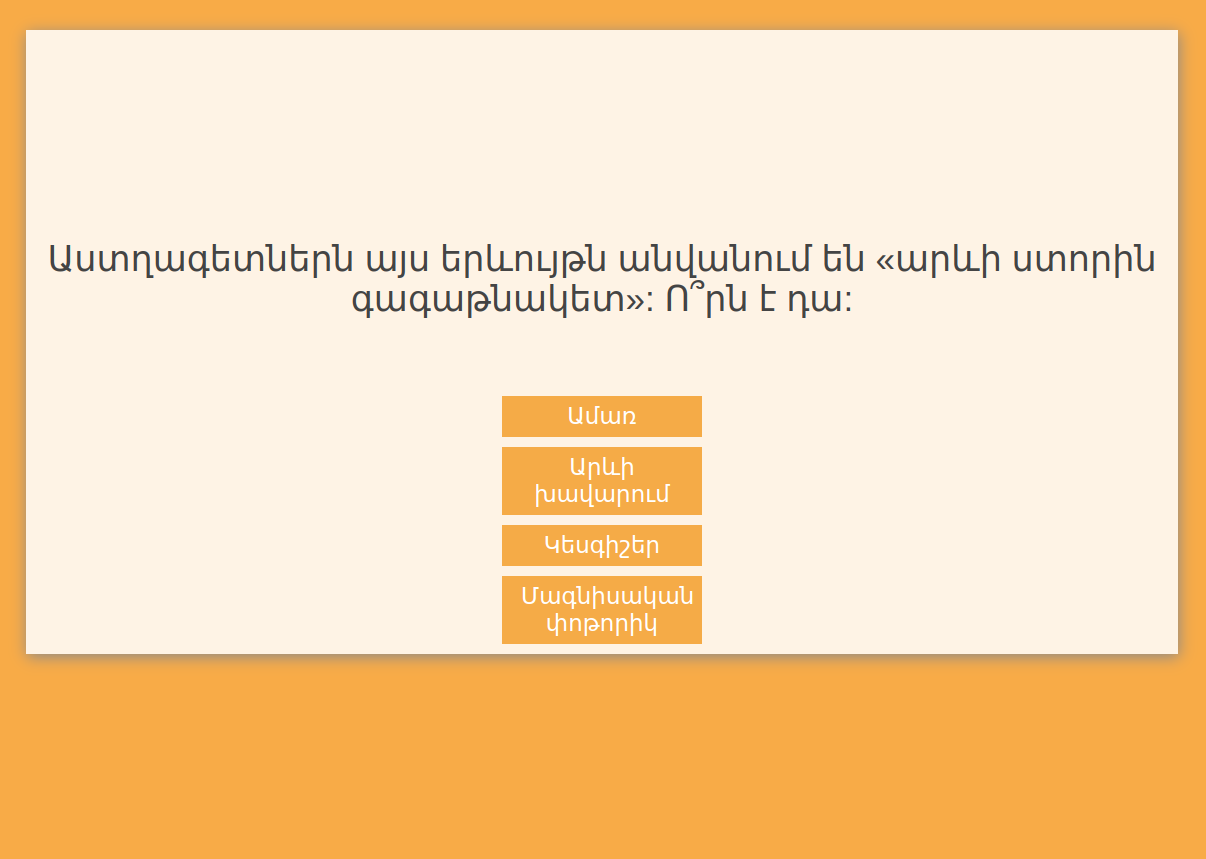 Աստղագետներն այս երևույթն անվանում են «արևի ստորին
գագաթնակետ»: Ո՞րն է դա:
Ամառ
Արևի
խավարում
Կեսգիշեր
Մագնիսական
փոթորիկ